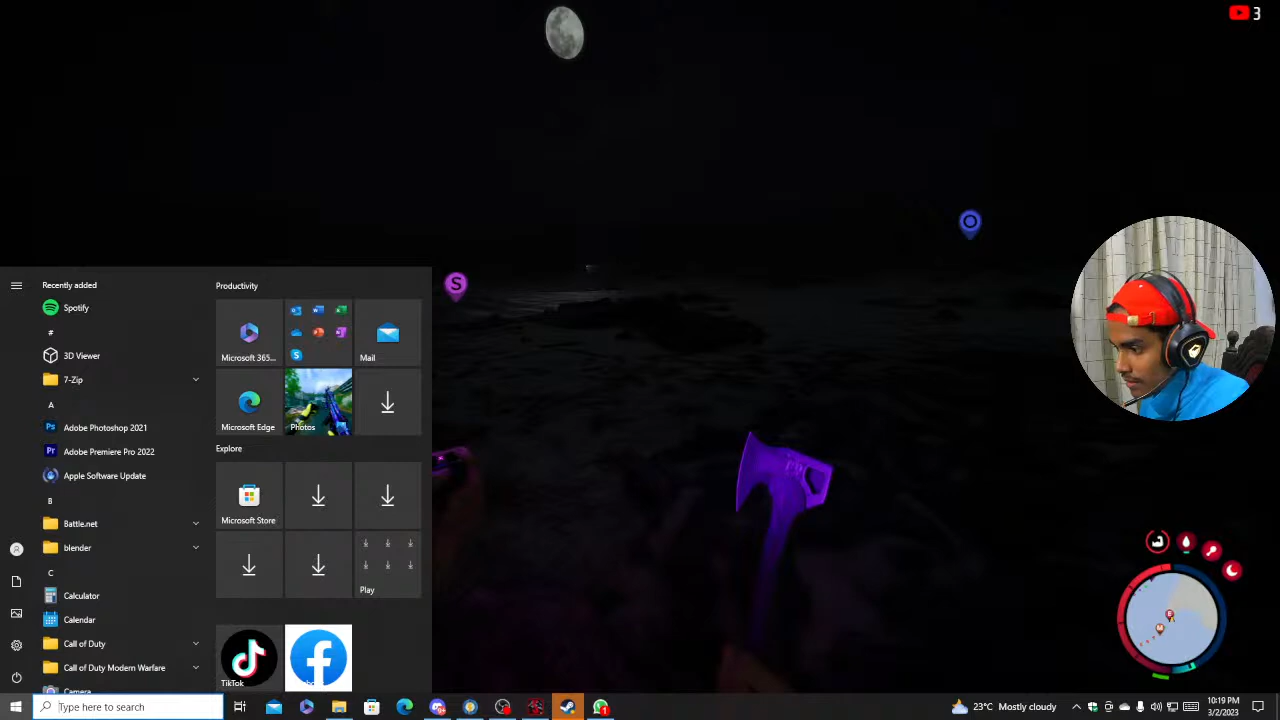 3
S
O
Recently added
Spotify
#
3D Viewer
7-Zip
A
Adobe Photoshop 2021
Adobe Premiere Pro 2022
Apple Software Update
B
Battle.net
blender
C
Calculator
Calendar
Call of Duty
Call of Duty Modern Warfare
Camera
Productivity
Microsoft 365...
Mail
Microsoft Edge
Photos
Explore
Microsoft Store
Play
TikTok
Type here to search
23°C Mostly cloudy
10:19 PM
3/2/2023